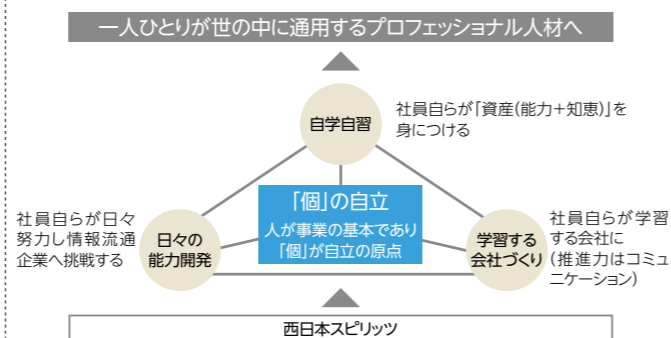 一人ひとりが世の中に通用するプロフェッショナル人材へ
自学自習
社員自らが「資産(能力+知恵)」を
身につける
「個」の自立
人が事業の基本であり
「個」が自立の原点
社員自らが日々
努力し情報流通
企業へ挑戦する
日々の
能力開発
学習する
会社づくり
社員自らが学習
する会社に
(推進力はコミュ
ニケーション)
西日本スピリッツ